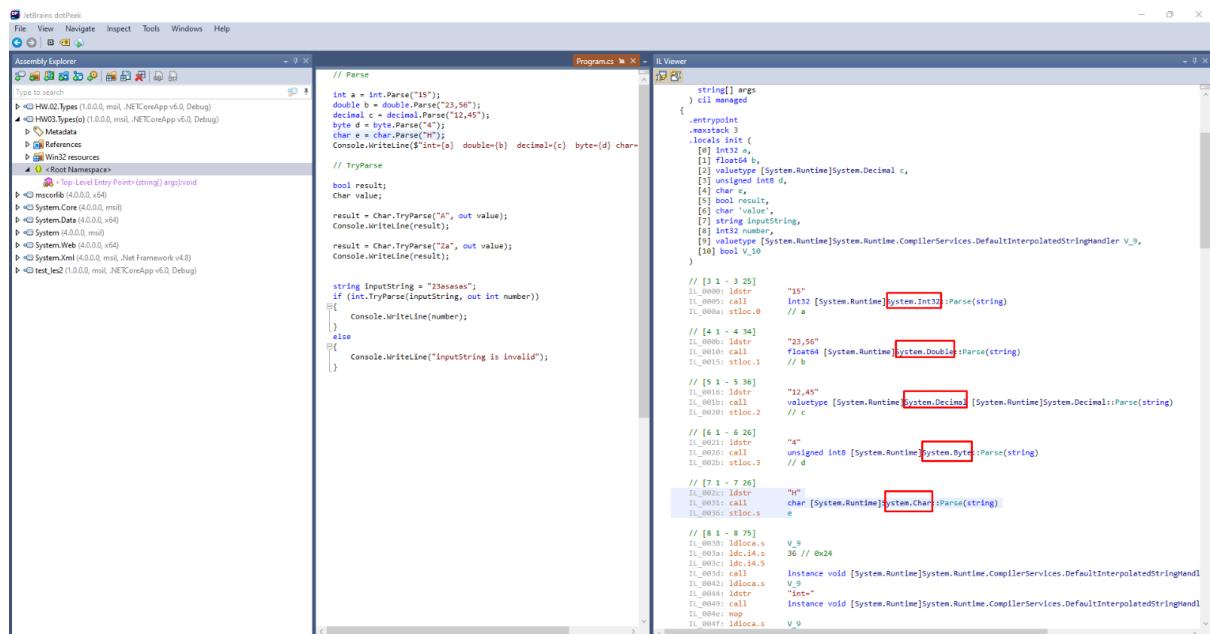 JetBrains dotPeek
File View Navigate Inspect Tools Windows Help
Assembly Explorer
Type to search
HW.02.Types (1.0.0.0, msil, .NETCoreApp v6.0, Debug)
HW03.Types(o) (1.0.0.0, msil, .NETCoreApp v6.0, Debug)
Metadata
References
Win32 resources
<Root Namespace>
<Top-Level Entry Point>(string[] args):void
mscorlib (4.0.0.0, x64)
System.Core (4.0.0.0, msil)
System.Data (4.0.0.0, x64)
System (4.0.0.0, msil)
System.Web (4.0.0.0, x64)
System.Xml (4.0.0.0, msil, .Net Framework v4.8)
test_les2 (1.0.0.0, msil, .NETCoreApp v6.0, Debug)
Program.cs
// Parse
int a = int.Parse("15");
double b = double.Parse("23,56");
decimal c = decimal.Parse("12,45");
byte d = byte.Parse("4");
char e = char.Parse("H");
Console.WriteLine($"int={a}  double={b}  decimal={c}  byte={d} char=
// TryParse
bool result;
Char value;
result = Char.TryParse("A", out value);
Console.WriteLine(result);
result = Char.TryParse("Za", out value);
Console.WriteLine(result);
string inputString = "23asasas";
if (int.TryParse(inputString, out int number))
{
Console.WriteLine(number);
}
else
{
Console.WriteLine("inputString is invalid");
}
IL Viewer
string[] args
) cil managed
{
.entrypoint
.maxstack 3
.locals init (
[0] int32 a,
[1] float64 b,
[2] valuetype [System.Runtime]System.Decimal c,
[3] unsigned int8 d,
[4] char e,
[5] bool result,
[6] char 'value',
[7] string inputString,
[8] int32 number,
[9] valuetype [System.Runtime]System.Runtime.CompilerServices.DefaultInterpolatedStringHandler V_9,
[10] bool V_10
)
// [3 1 - 3 25]
IL_0000: ldstr "15"
IL_0005: call int32 [System.Runtime]System.Int32::Parse(string)
IL_000a: stloc.0 // a
// [4 1 - 4 34]
IL_000b: ldstr "23,56"
IL_0010: call float64 [System.Runtime]System.Double::Parse(string)
IL_0015: stloc.1 // b
// [5 1 - 5 36]
IL_0016: ldstr "12,45"
IL_001b: call valuetype [System.Runtime]System.Decimal [System.Runtime]System.Decimal::Parse(string)
IL_0020: stloc.2 // c
// [6 1 - 6 26]
IL_0021: ldstr "4"
IL_0026: call unsigned int8 [System.Runtime]System.Byte::Parse(string)
IL_002b: stloc.3 // d
// [7 1 - 7 26]
IL_002c: ldstr "H"
IL_0031: call char [System.Runtime]System.Char::Parse(string)
IL_0036: stloc.s e
// [8 1 - 8 75]
IL_0038: ldloca.s V_9
IL_003a: ldc.i4.s 36 // 0x24
IL_003c: ldc.i4.5
IL_003d: call instance void [System.Runtime]System.Runtime.CompilerServices.DefaultInterpolatedStringHandl
IL_0042: ldloca.s V_9
IL_0044: ldstr "int="
IL_0049: call instance void [System.Runtime]System.Runtime.CompilerServices.DefaultInterpolatedStringHandl
IL_004e: nop
IL_004f: ldloca.s V_9